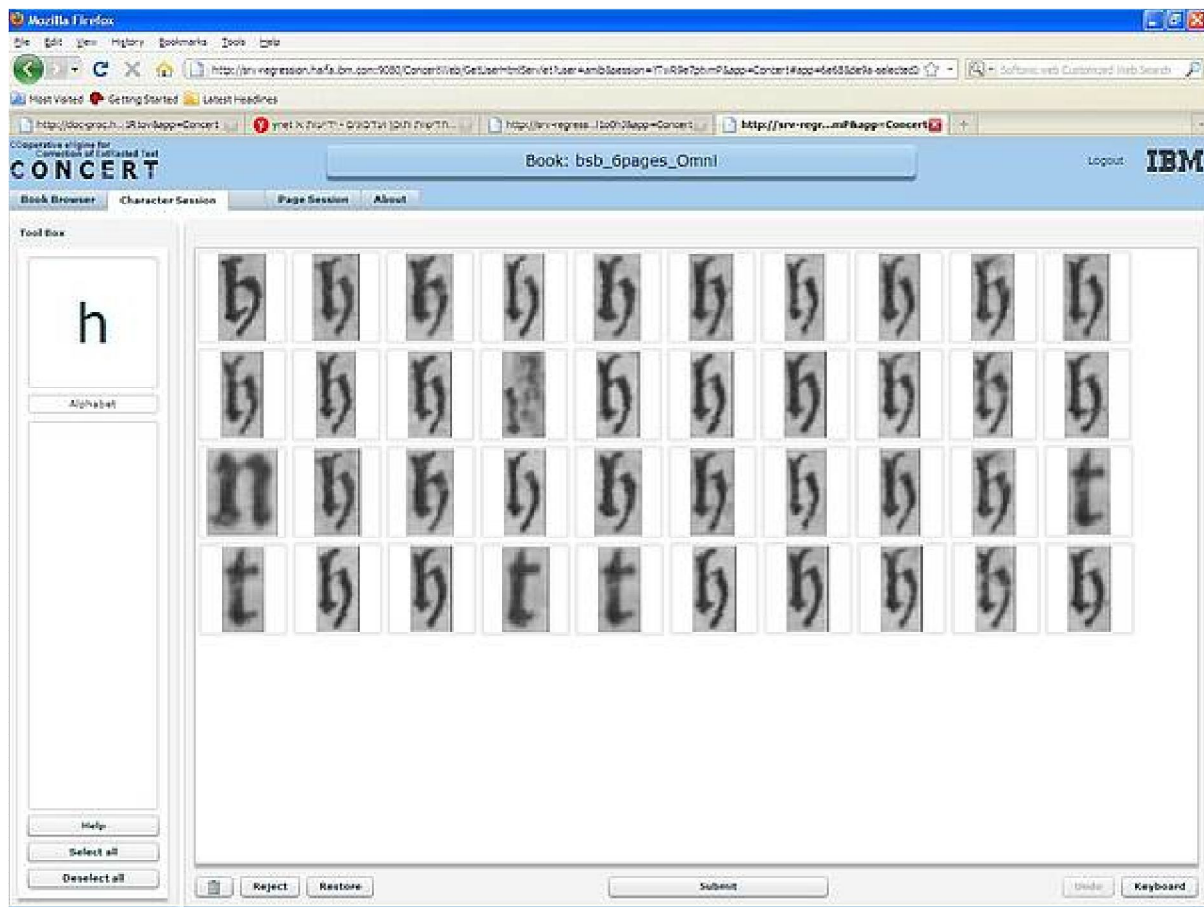 Mozilla Firefox
File Edit View History Bookmarks Tools Help
Most Visited Getting Started Latest Headlines
Book: bsb_6pages_Omni
COoperative eNgine for
Correction of ExtRacted Text
CONCERT
Logout IBM
Book Browser Character Session Page Session About
Tool Box
h
Alphabet
h h h h h h h h h h
h h h h h h h h h
n h h h h h h h h t
t h h t t h h h h h
Help
Select all
Deselect all
Reject Restore Submit Undo Keyboard